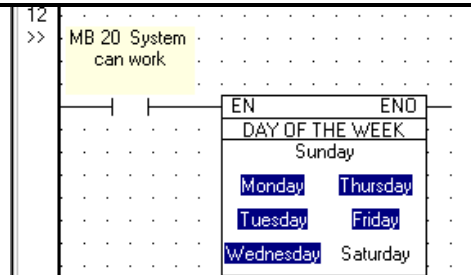 12
>>
MB 20 System
can work
EN ENO
DAY OF THE WEEK
Sunday
Monday Thursday
Tuesday Friday
Wednesday Saturday